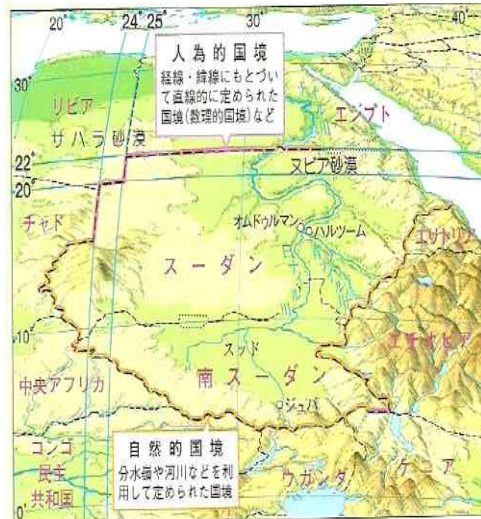 20°
24°
25°
30°
40°
人為的国境
経線・緯線にもとづい
て直線的に定められた
国境(数理的国境)など
30°
リビア
エジプト
サハラ砂漠
22°
ヌビア砂漠
20°
チャド
オムドゥルマン
ハルツーム
エリトリア
スーダン
10°
スッド
エチオピア
中央アフリカ
南スーダン
ジュバ
自然的国境
分水嶺や河川などを利
用して定められた国境
コンゴ
民主
共和国
ウガンダ
ケニア
0°